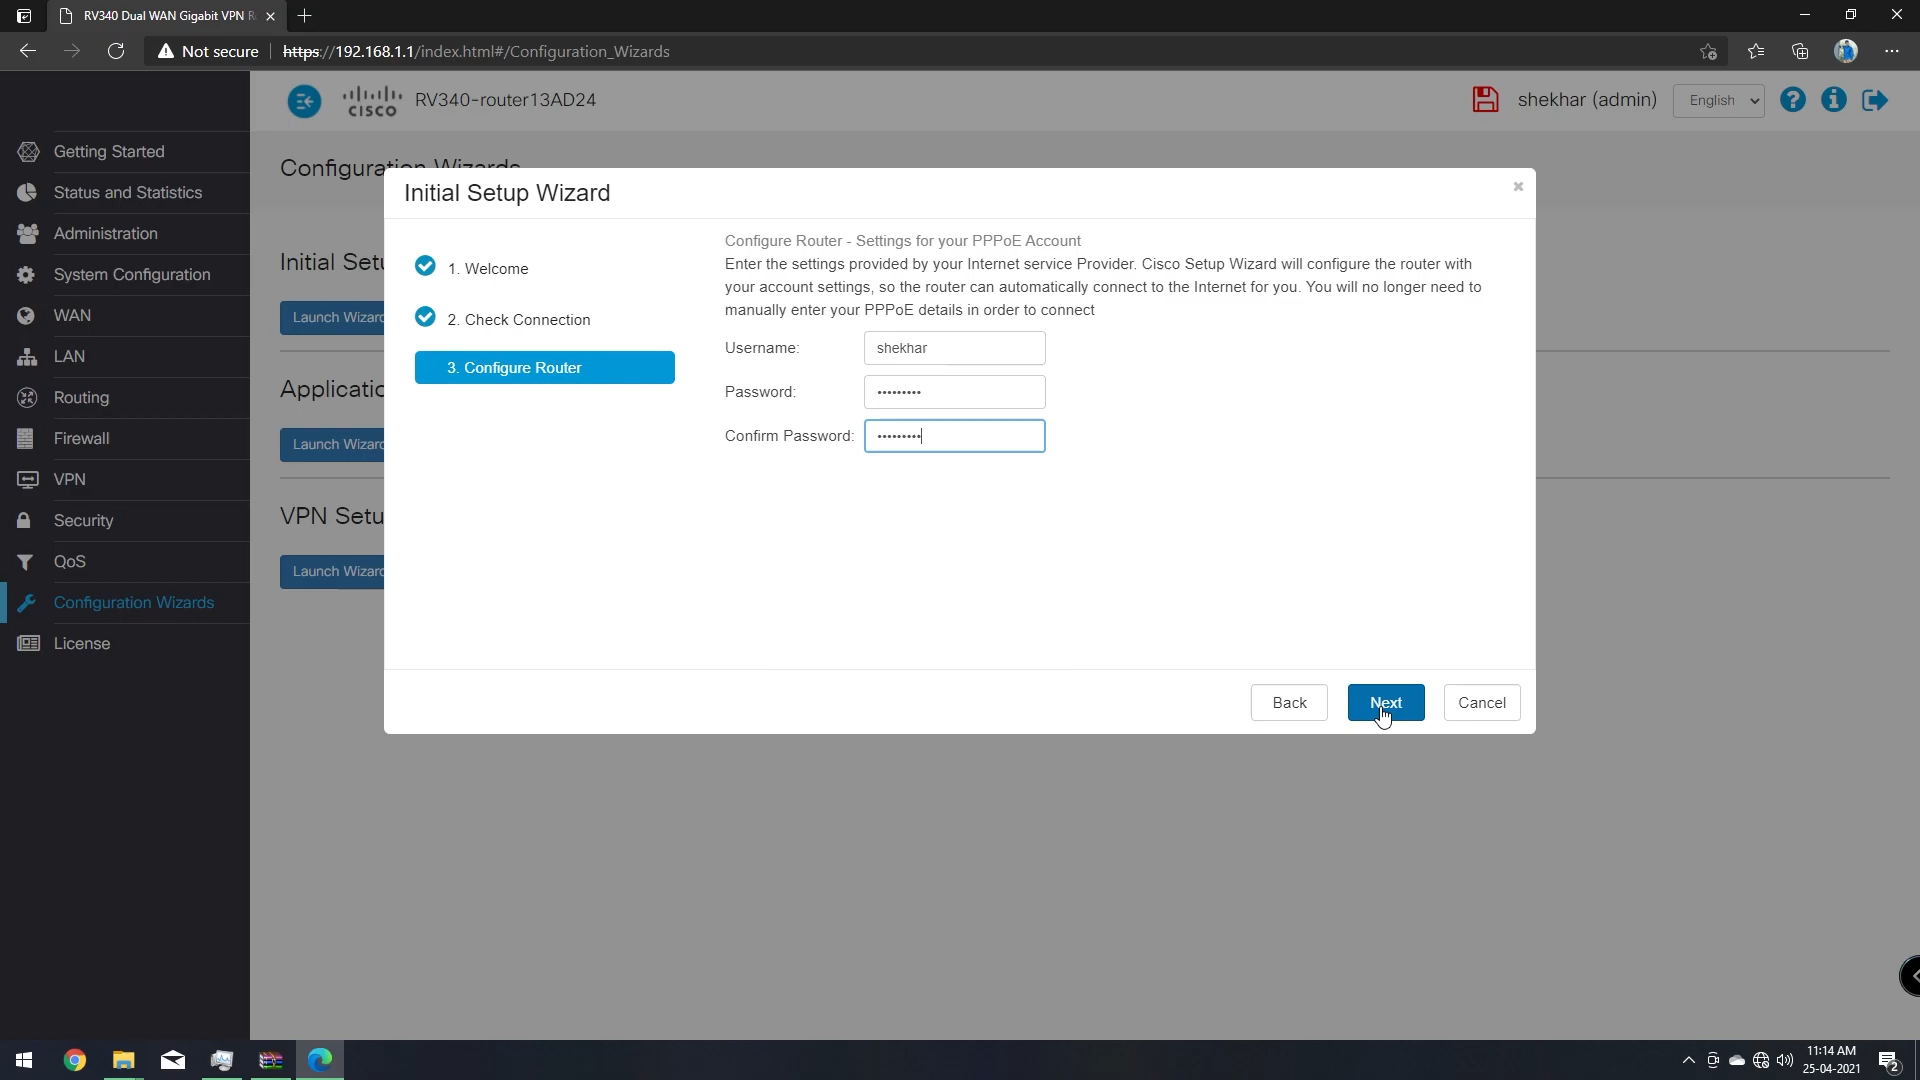 RV340 Dual WAN Gigabit VPN R
Not secure
https://192.168.1.1/index.html#/Configuration_Wizards
CISCO
RV340-router13AD24
shekhar (admin)
English
Getting Started
Status and Statistics
Administration
System Configuration
WAN
LAN
Routing
Firewall
VPN
Security
QoS
Configuration Wizards
License
Configuration Wizards
Initial Setu
Launch Wizard
Applicatio
Launch Wizard
VPN Setu
Launch Wizard
Initial Setup Wizard
1. Welcome
2. Check Connection
3. Configure Router
Configure Router - Settings for your PPPoE Account
Enter the settings provided by your Internet service Provider. Cisco Setup Wizard will configure the router with
your account settings, so the router can automatically connect to the Internet for you. You will no longer need to
manually enter your PPPoE details in order to connect
Username: shekhar
Password: •••••••••
Confirm Password: •••••••••
Back
Next
Cancel
11:14 AM
25-04-2021
2